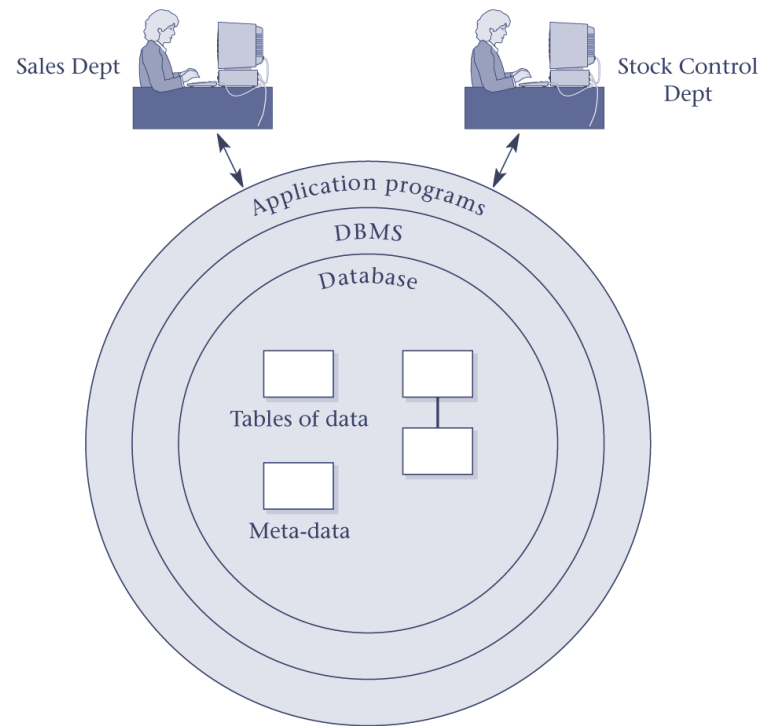 Sales Dept
Stock Control
Dept
Application programs
DBMS
Database
Tables of data
Meta-data